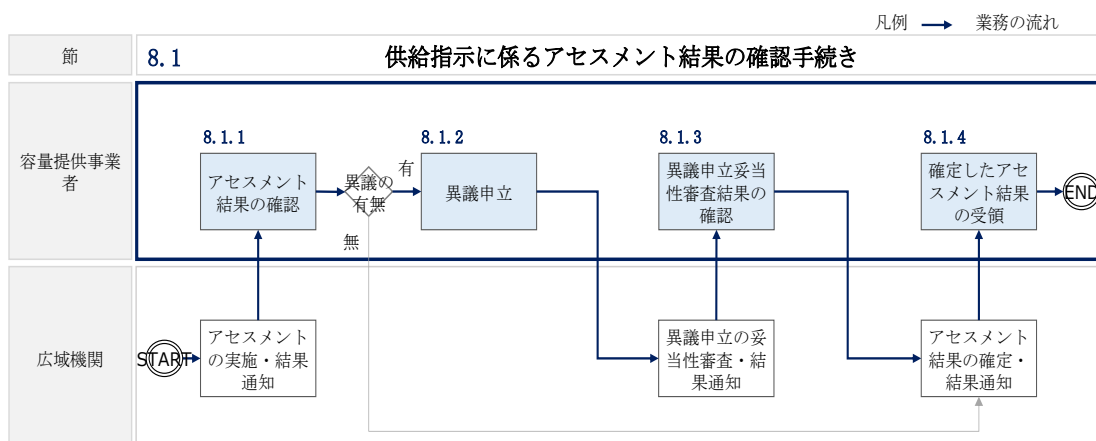 凡例 業務の流れ
節
8.1 供給指示に係るアセスメント結果の確認手続き
容量提供事業
者
8.1.1
アセスメント
結果の確認
異議の
有無
有
無
8.1.2
異議申立
8.1.3
異議申立妥当
性審査結果の
確認
8.1.4
確定したアセ
スメント結果
の受領
END
広域機関
START
アセスメント
の実施・結果
通知
異議申立の妥
当性審査・結
果通知
アセスメント
結果の確定・
結果通知